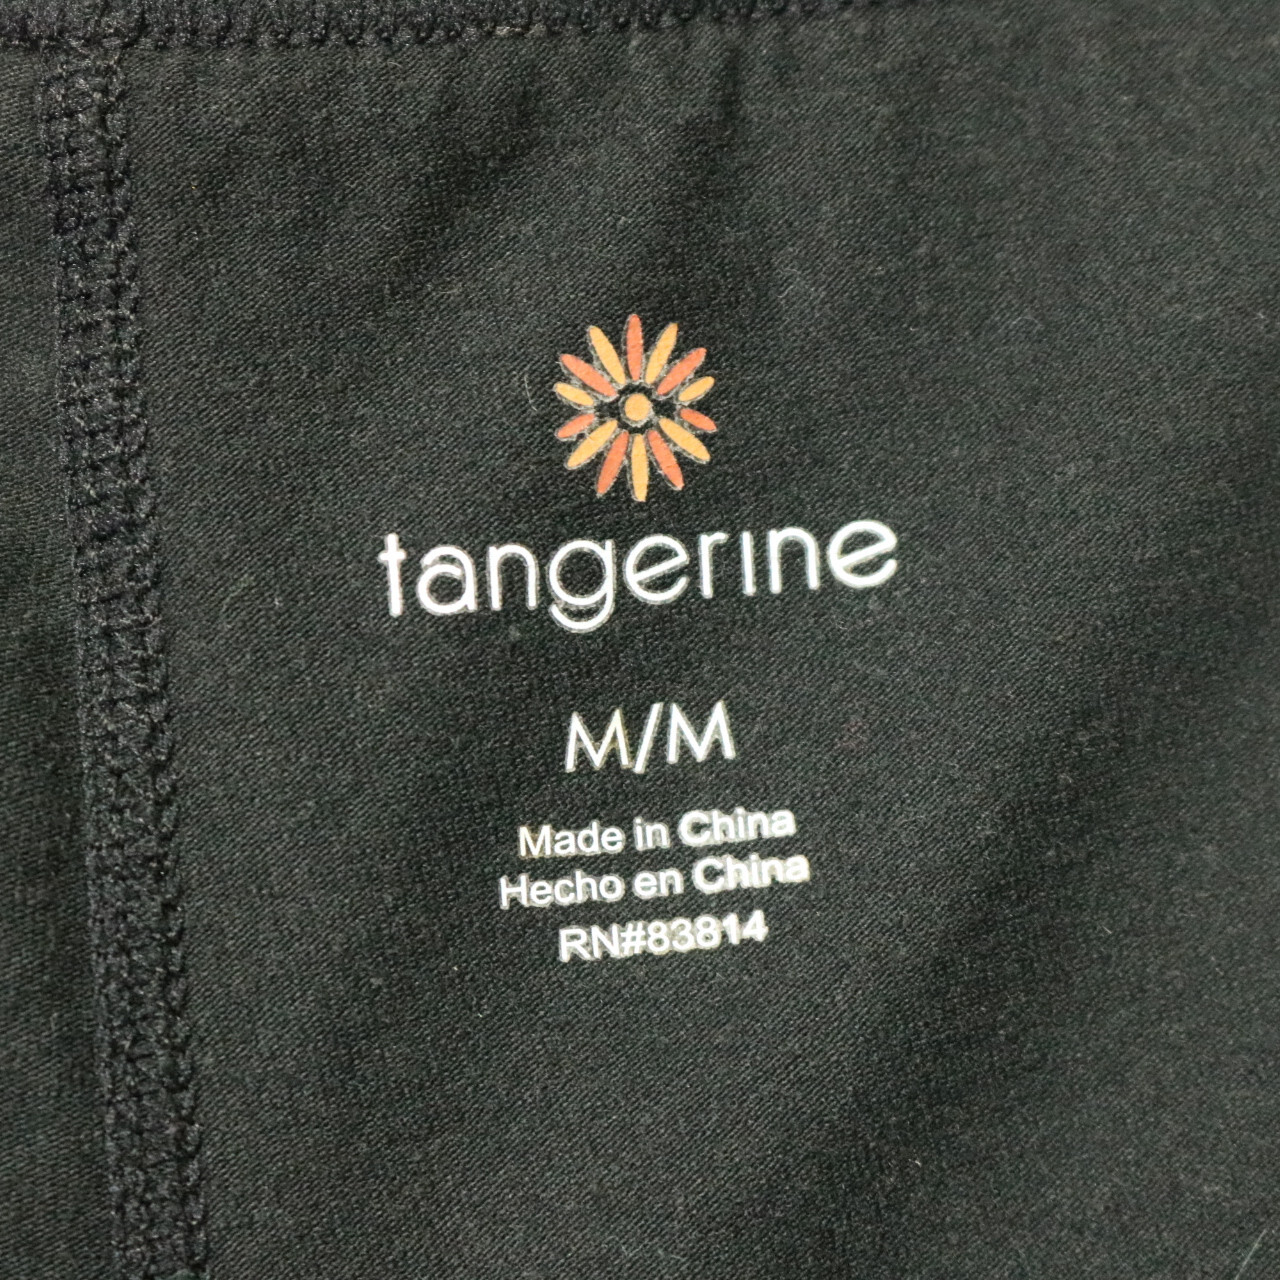 tangerine
M/M
Made in China
Hecho en China
RN#83814